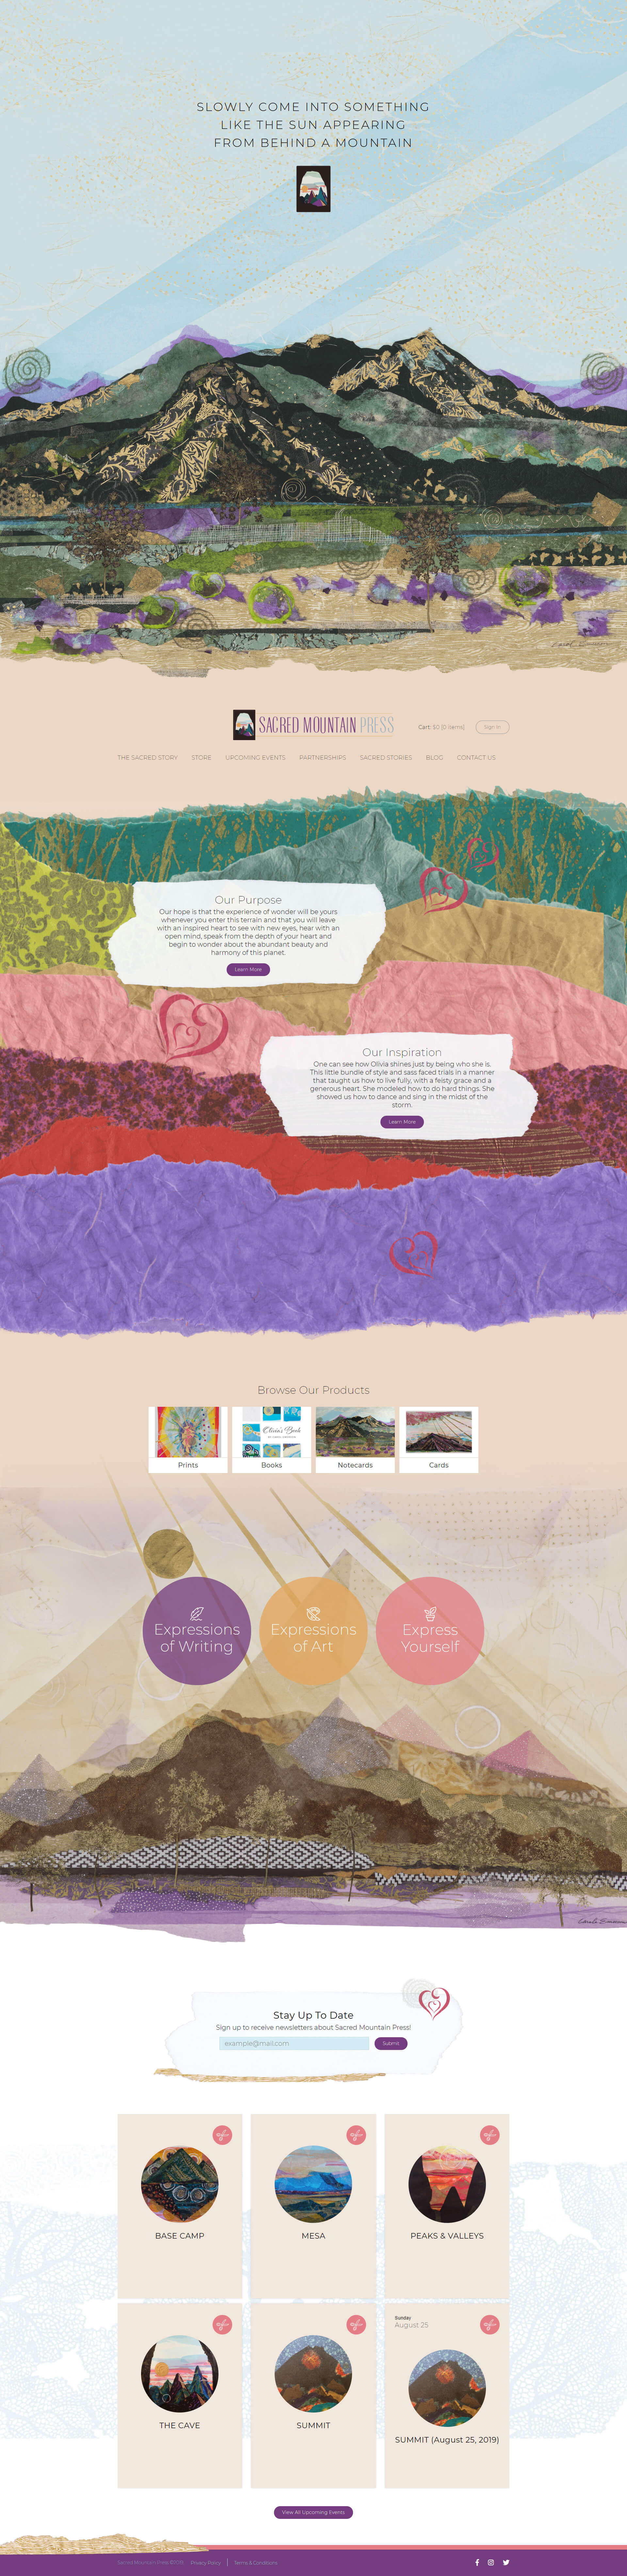 SLOWLY COME INTO SOMETHING
LIKE THE SUN APPEARING
FROM BEHIND A MOUNTAIN
SACRED MOUNTAIN PRESS
Cart: $0 (0 items)
Sign In
THE SACRED STORY STORE UPCOMING EVENTS PARTNERSHIPS SACRED STORIES BLOG CONTACT US
Our Purpose
Our hope is that the experience of wonder will be yours
whenever you enter this terrain and that you will leave
with an inspired heart to see with new eyes, hear with an
open mind, speak from the depth of your heart and
begin to wonder about the abundant beauty and
harmony of this planet.
Learn More
Our Inspiration
One can see how Olivia shines just by being who she is.
This little bundle of style and sass faced trials in a manner
that taught us how to live fully, with a feisty grace and a
generous heart. She modeled how to do hard things. She
showed us how to dance and sing in the midst of the
storm.
Learn More
Browse Our Products
Olivia's Book
Prints
Books
Notecards
Cards
Expressions
of Writing
Expressions
of Art
Express
Yourself
Stay Up To Date
Sign up to receive newsletters about Sacred Mountain Press!
example@mail.com
Submit
BASE CAMP
MESA
PEAKS & VALLEYS
THE CAVE
SUMMIT
Sunday
August 25
SUMMIT (August 25, 2019)
View All Upcoming Events
Sacred Mountain Press ©2019
Privacy Policy
Terms & Conditions